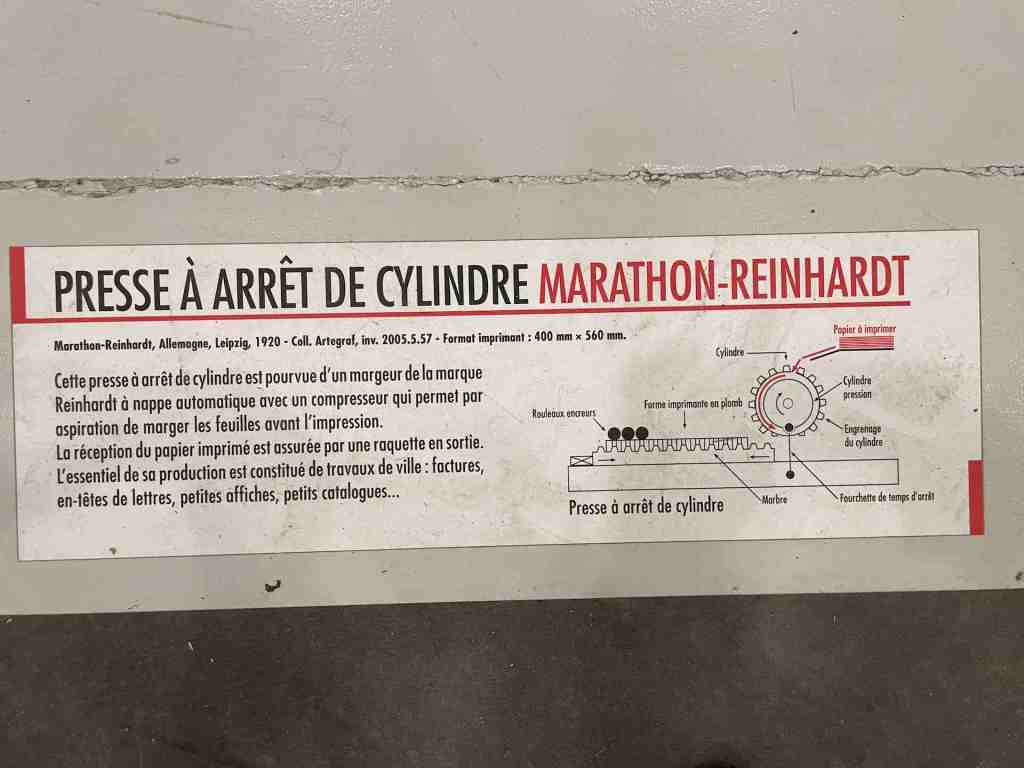 PRESSE À ARRÊT DE CYLINDRE MARATHON-REINHARDT
Marathon-Reinhardt, Allemagne, Leipzig, 1920 - Coll. Artegraf, inv. 2005.5.57 - Format imprimant : 400 mm × 560 mm.
Cette presse à arrêt de cylindre est pourvue d'un margeur de la marque
Reinhardt à nappe automatique avec un compresseur qui permet par
aspiration de marger les feuilles avant l'impression.
La réception du papier imprimé est assurée par une raquette en sortie.
L'essentiel de sa production est constitué de travaux de ville : factures,
en-têtes de lettres, petites affiches, petits catalogues...
Papier à imprimer
Cylindre
Cylindre
pression
Forme imprimante en plomb
Rouleaux encreurs
Engrenage
du cylindre
Marbre
Fourchette de temps d'arrêt
Presse à arrêt de cylindre